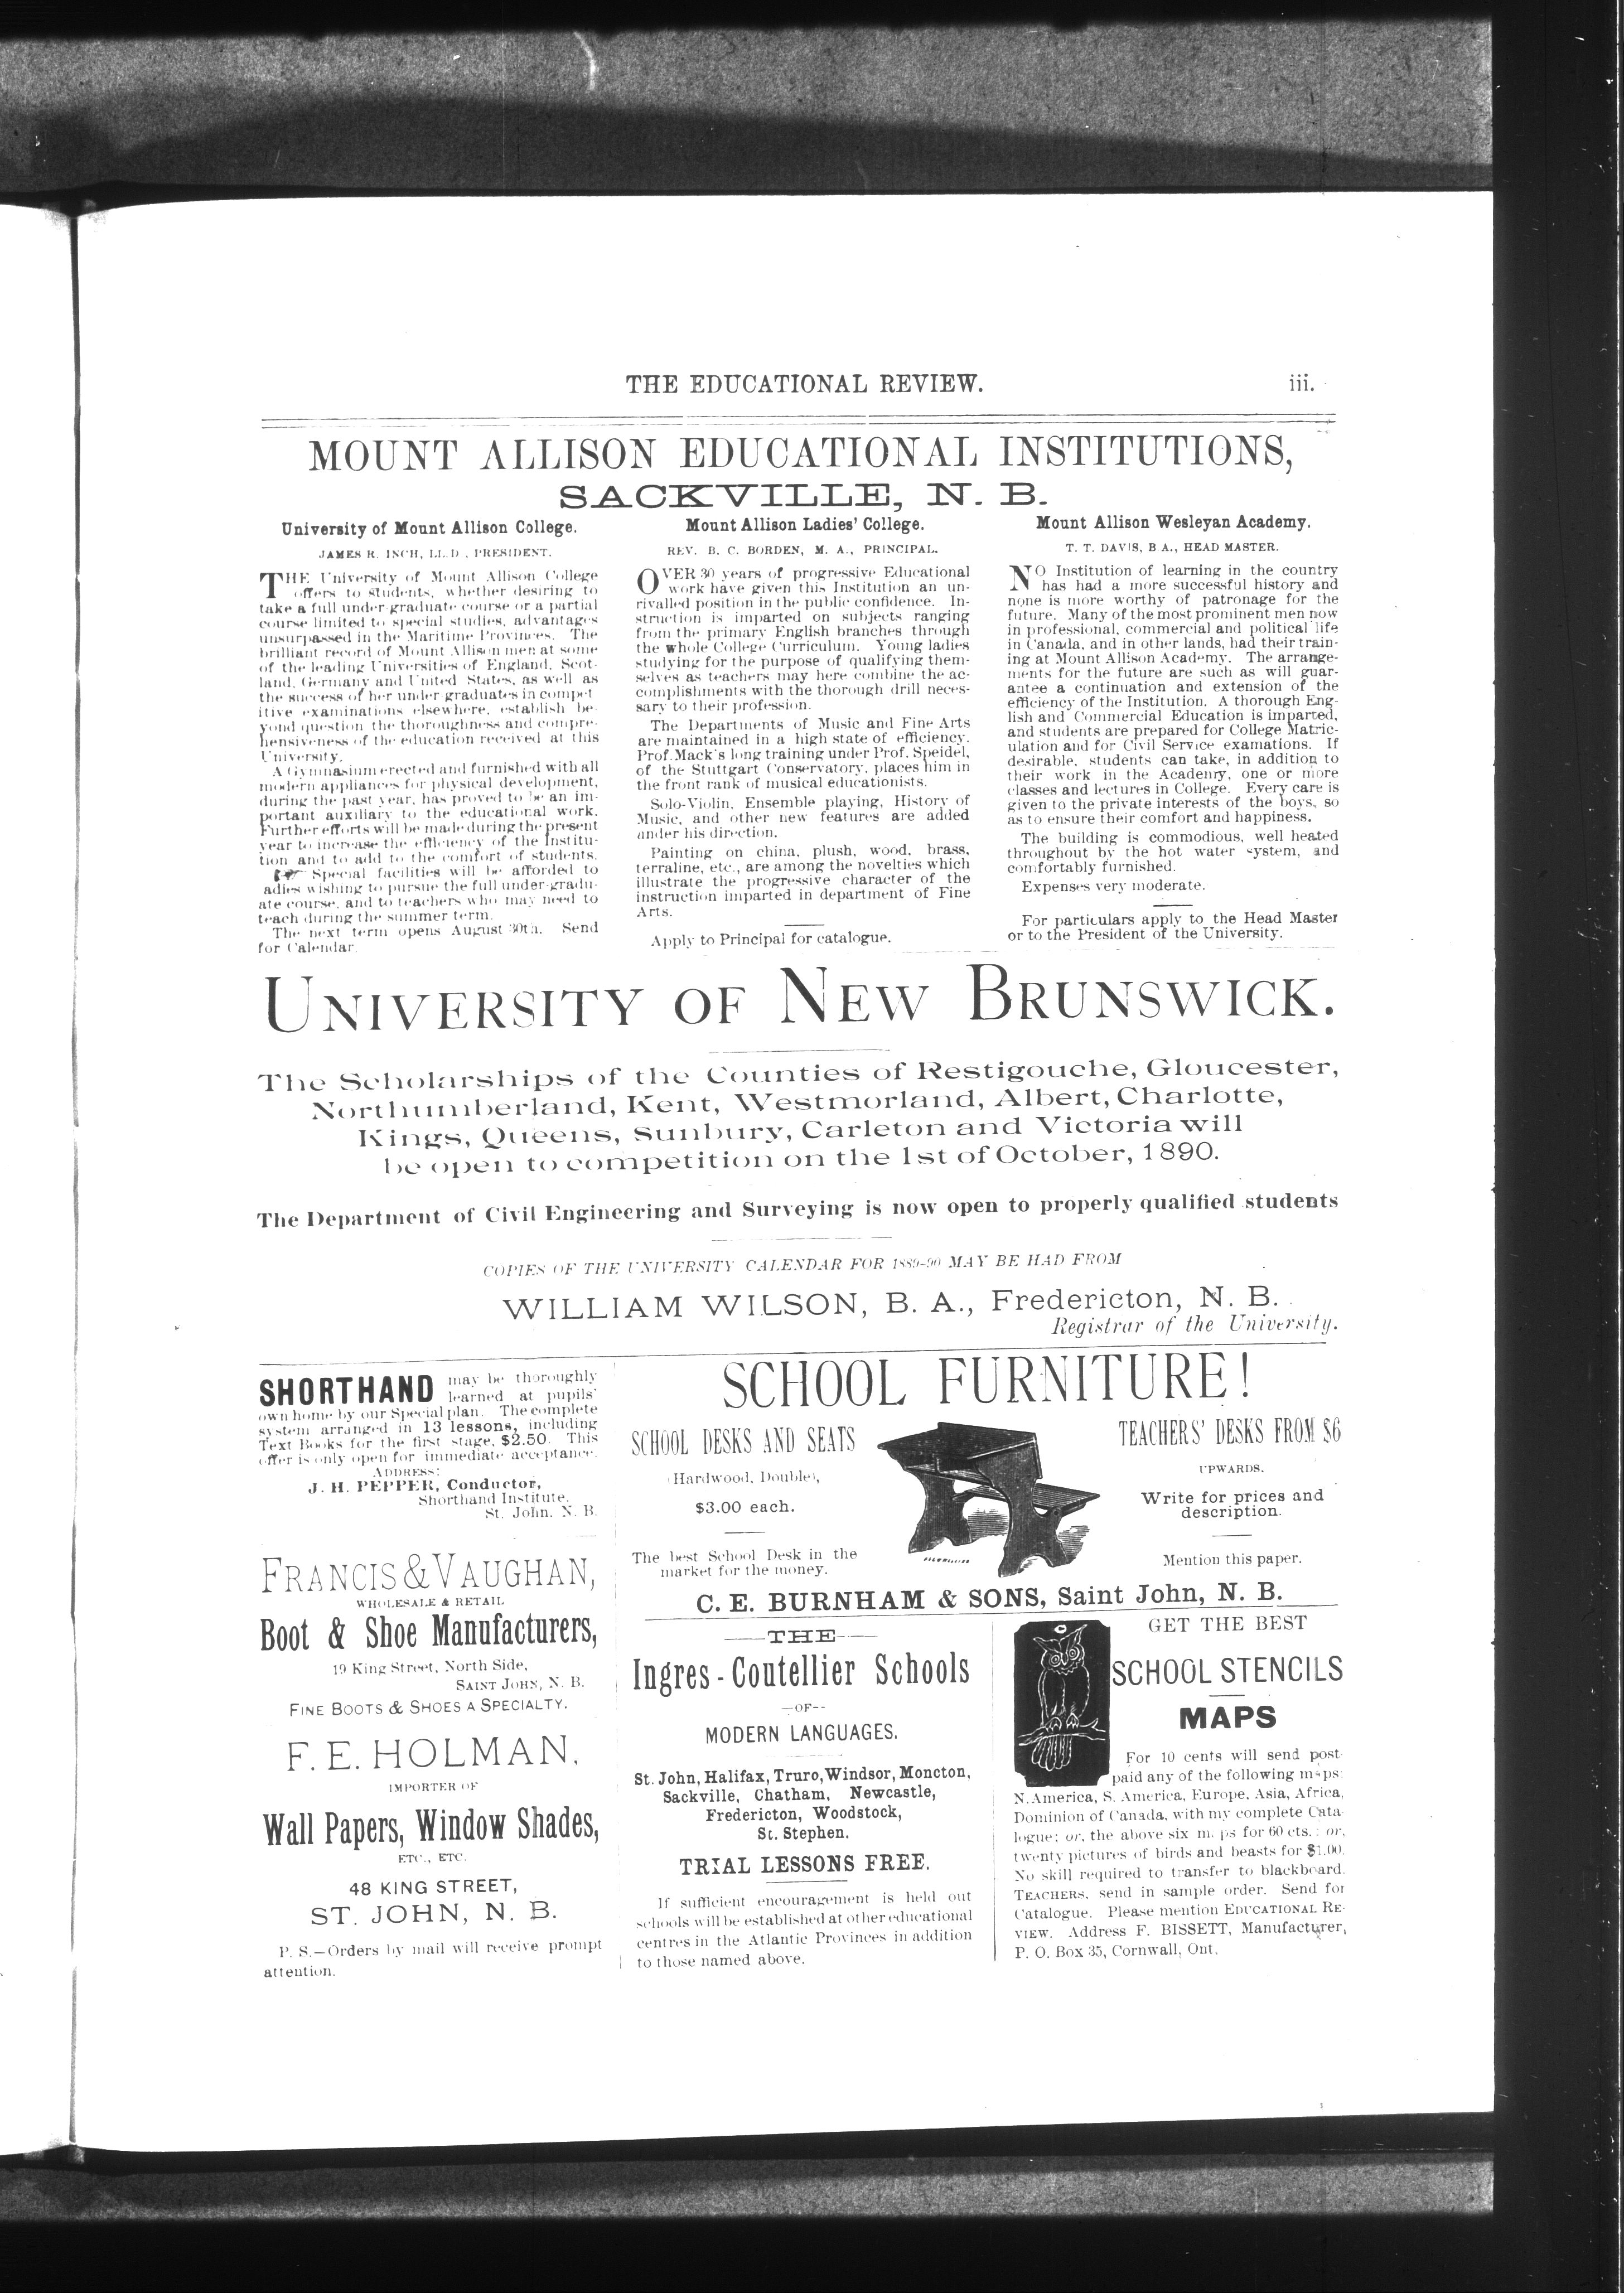 THE EDUCATIONAL REVIEW. iii.
MOUNT ALLISON EDUCATIONAL INSTITUTIONS,
SACKVILLE, N. B.
University of Mount Allison College.
JAMES R. INCH, LL.D., PRESIDENT.
THE University of Mount Allison College
offers to students, whether desiring to
take a full under-graduate course or a partial
course limited to special studies, advantages
unsurpassed in the Maritime Provinces. The
brilliant record of Mount Allison men at some
of the leading Universities of England, Scot-
land, Germany and United States, as well as
the success of her under graduates in compet
itive examinations elsewhere, establish be-
yond question the thoroughness and compre-
hensiveness of the education received at this
University.
A Gymnasium erected and furnished with all
modern appliances for physical development,
during the past year, has proved to be an im-
portant auxiliary to the educational work.
Further efforts will be made during the present
year to increase the efficiency of the Institu-
tion and to add to the comfort of students.
☞ Special facilities will be afforded to
adies wishing to pursue the full under-gradu-
ate course, and to teachers who may need to
teach during the summer term.
The next term opens August 30th. Send
for Calendar.
Mount Allison Ladies' College.
REV. B. C. BORDEN, M. A., PRINCIPAL.
OVER 30 years of progressive Educational
work have given this Institution an un-
rivalled position in the public confidence. In-
struction is imparted on subjects ranging
from the primary English branches through
the whole College Curriculum. Young ladies
studying for the purpose of qualifying them-
selves as teachers may here combine the ac-
complishments with the thorough drill neces-
sary to their profession.
The Departments of Music and Fine Arts
are maintained in a high state of efficiency.
Prof. Mack's long training under Prof. Speidel,
of the Stuttgart Conservatory, places him in
the front rank of musical educationists.
Solo-Violin, Ensemble playing, History of
Music, and other new features are added
under his direction.
Painting on china, plush, wood, brass,
terraline, etc., are among the novelties which
illustrate the progressive character of the
instruction imparted in department of Fine
Arts.
Apply to Principal for catalogue.
Mount Allison Wesleyan Academy.
T. T. DAVIS, B.A., HEAD MASTER.
NO Institution of learning in the country
has had a more successful history and
none is more worthy of patronage for the
future. Many of the most prominent men now
in professional, commercial and political life
in Canada, and in other lands, had their train-
ing at Mount Allison Academy. The arrange-
ments for the future are such as will guar-
antee a continuation and extension of the
efficiency of the Institution. A thorough Eng-
lish and Commercial Education is imparted,
and students are prepared for College Matric-
ulation and for Civil Service examations. If
desirable, students can take, in addition to
their work in the Academy, one or more
classes and lectures in College. Every care is
given to the private interests of the boys, so
as to ensure their comfort and happiness.
The building is commodious, well heated
throughout by the hot water system, and
comfortably furnished.
Expenses very moderate.
For particulars apply to the Head Master
or to the President of the University.
UNIVERSITY OF NEW BRUNSWICK.
The Scholarships of the Counties of Restigouche, Gloucester,
Northumberland, Kent, Westmorland, Albert, Charlotte,
Kings, Queens, Sunbury, Carleton and Victoria will
be open to competition on the 1st of October, 1890.
The Department of Civil Engineering and Surveying is now open to properly qualified students
COPIES OF THE UNIVERSITY CALENDAR FOR 1889-90 MAY BE HAD FROM
WILLIAM WILSON, B. A., Fredericton, N. B.
Registrar of the University.
SHORTHAND may be thoroughly
learned at pupils'
own home by our Special plan. The complete
system arranged in 13 lessons, including
Text Books for the first stage, $2.50. This
offer is only open for immediate acceptance.
ADDRESS:
J. H. PEPPER, Conductor,
Shorthand Institute,
St. John. N. B.
FRANCIS & VAUGHAN,
WHOLESALE & RETAIL
Boot & Shoe Manufacturers,
19 King Street, North Side,
SAINT JOHN, N. B.
FINE BOOTS & SHOES A SPECIALTY.
F. E. HOLMAN,
IMPORTER OF
Wall Papers, Window Shades,
ETC., ETC.
48 KING STREET,
ST. JOHN, N. B.
P. S.—Orders by mail will receive prompt
attention.
SCHOOL FURNITURE!
SCHOOL DESKS AND SEATS
(Hardwood, Double),
$3.00 each.
The best School Desk in the
market for the money.
TEACHERS' DESKS FROM $6
UPWARDS.
Write for prices and
description.
Mention this paper.
C. E. BURNHAM & SONS, Saint John, N. B.
—THE—
Ingres - Coutellier Schools
—OF--
MODERN LANGUAGES.
St. John, Halifax, Truro, Windsor, Moncton,
Sackville, Chatham, Newcastle,
Fredericton, Woodstock,
St. Stephen.
TRIAL LESSONS FREE.
If sufficient encouragement is held out
schools will be established at other educational
centres in the Atlantic Provinces in addition
to those named above.
GET THE BEST
SCHOOL STENCILS
MAPS
For 10 cents will send post
paid any of the following maps:
N. America, S. America, Europe, Asia, Africa,
Dominion of Canada, with my complete Cata-
logue; or, the above six maps for 60 cts.: or,
twenty pictures of birds and beasts for $1.00.
No skill required to transfer to blackboard.
TEACHERS, send in sample order. Send for
Catalogue. Please mention EDUCATIONAL RE-
VIEW. Address F. BISSETT, Manufacturer,
P. O. Box 35, Cornwall, Ont.